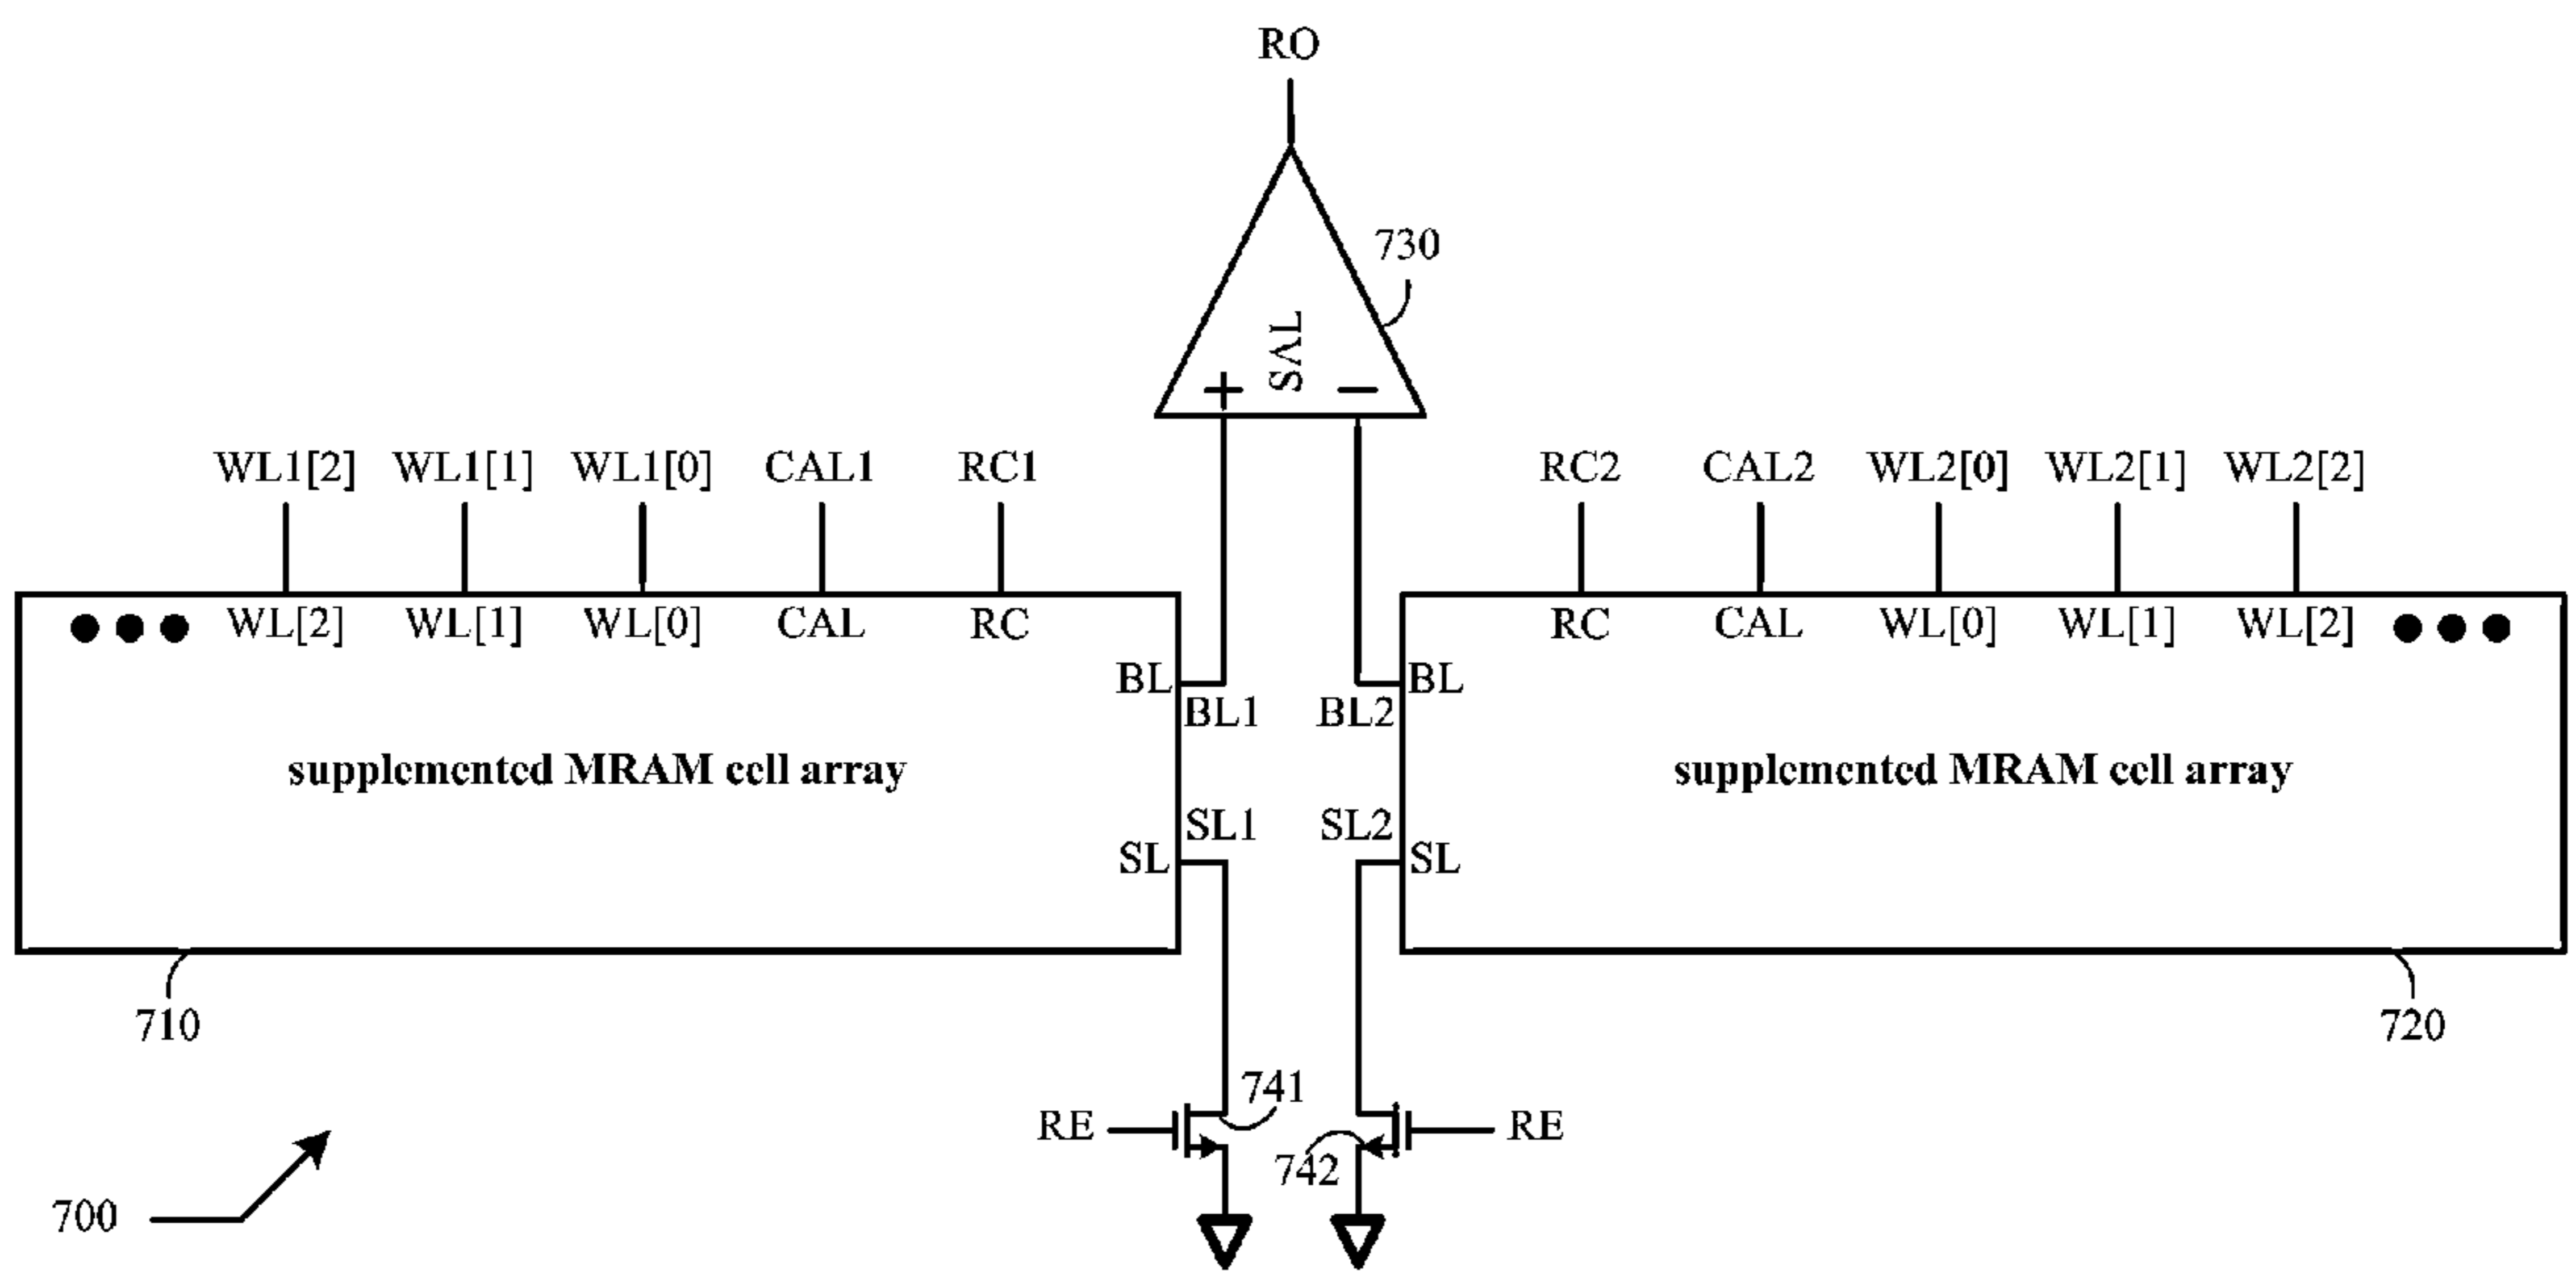 RO
730
SVL
+ −
WL1[2] WL1[1] WL1[0] CAL1 RC1
RC2 CAL2 WL2[0] WL2[1] WL2[2]
WL[2] WL[1] WL[0] CAL RC
RC CAL WL[0] WL[1] WL[2]
BL BL
BL1 BL2
supplemented MRAM cell array
supplemented MRAM cell array
SL1 SL2
SL SL
710
720
741
RE RE
742
700